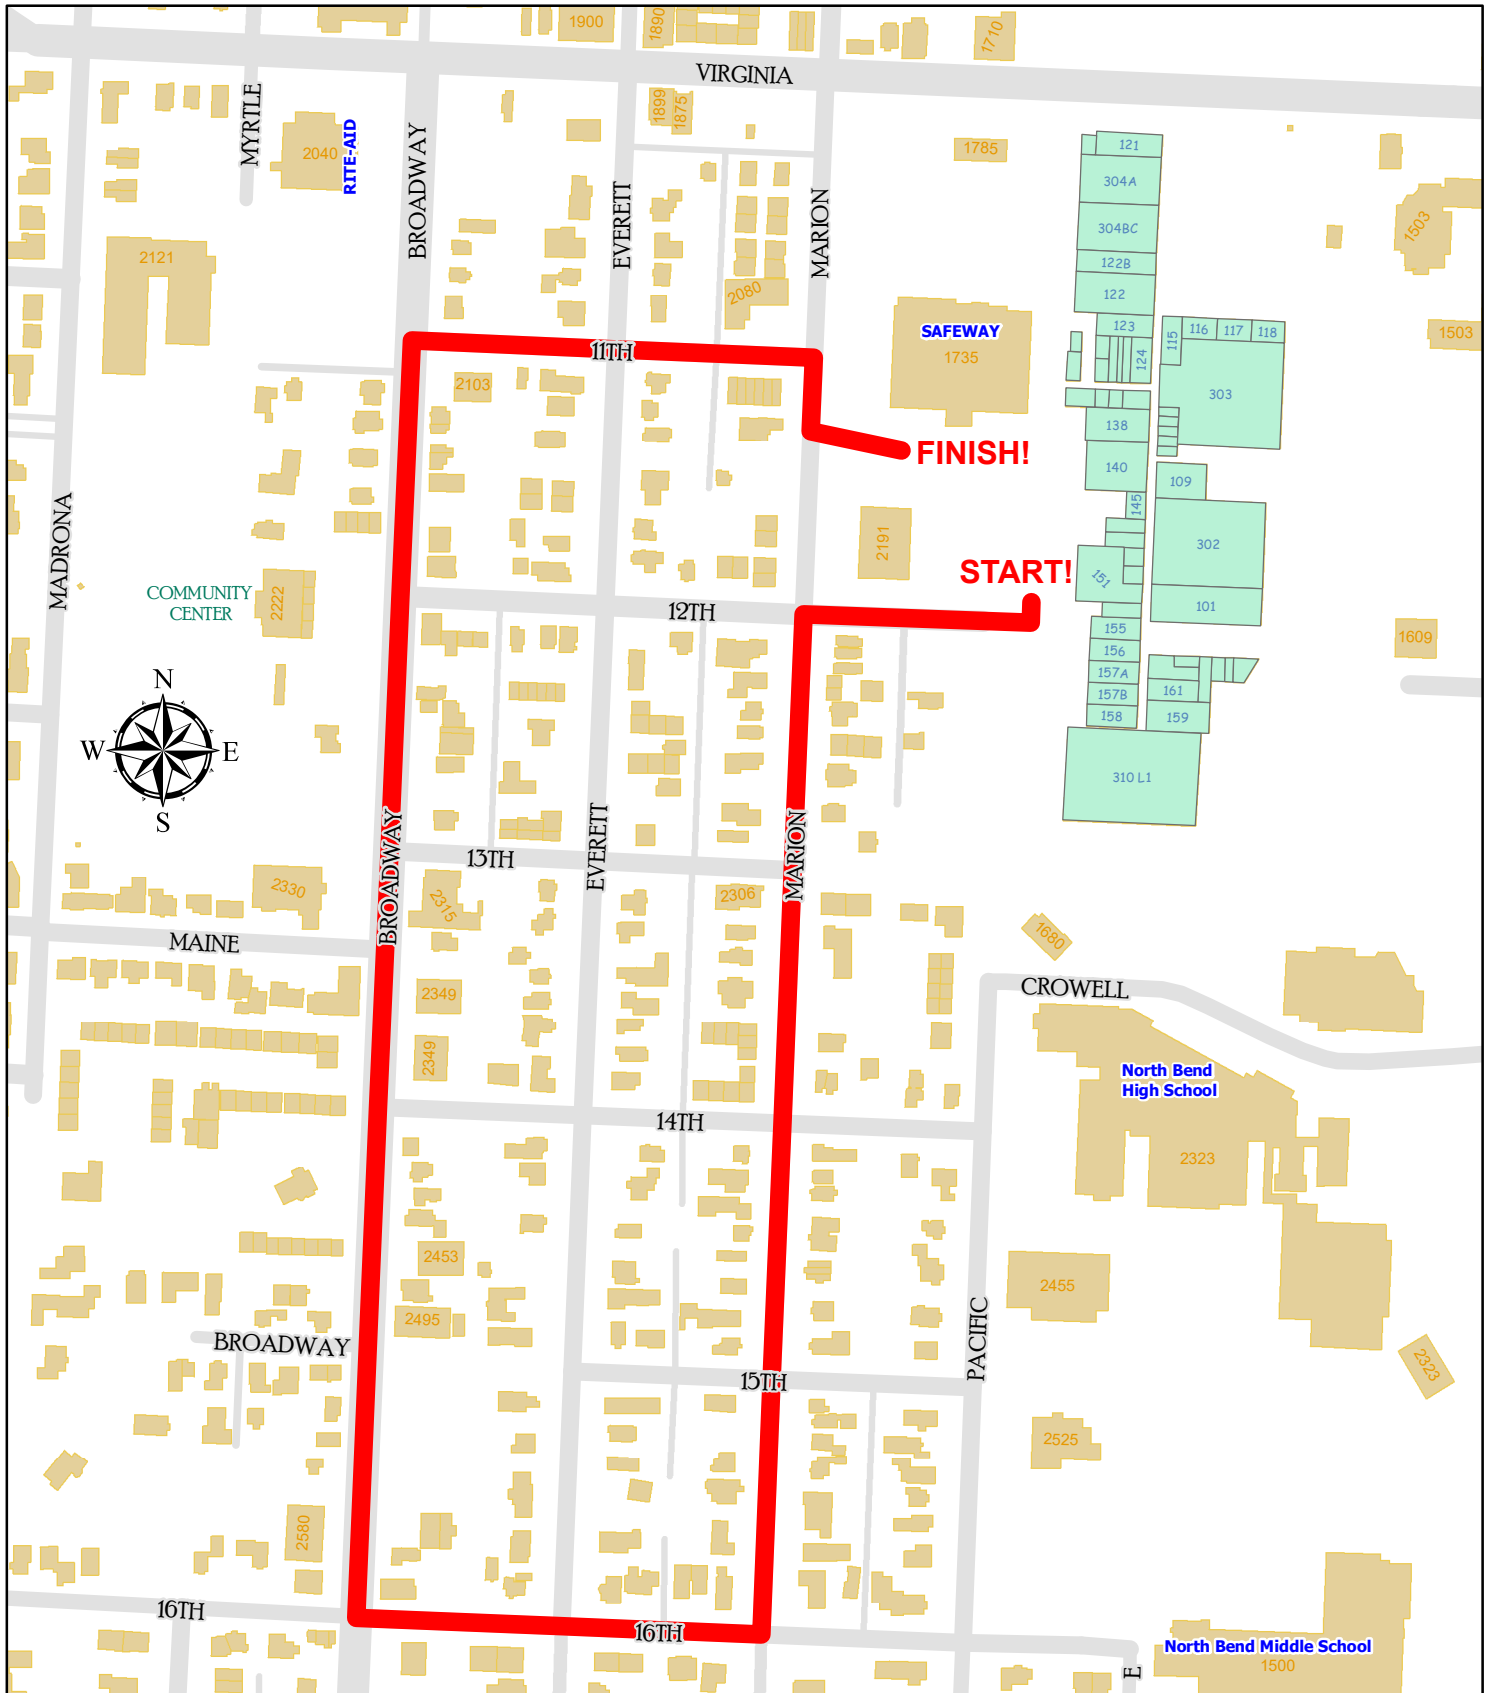 1900
1890
1710
VIRGINIA
MYRTLE
2040
RITE-AID
BROADWAY
1899
1875
EVERETT
MARION
1785
121
304A
304BC
122B
122
123
124
115
116
117
118
303
1503
1503
2121
2080
SAFEWAY
1735
11TH
2103
138
140
145
109
302
101
FINISH!
MADRONA
2191
START!
151
COMMUNITY
CENTER
2222
12TH
155
156
157A
157B
158
161
159
310 L1
1609
N
W
E
S
BROADWAY
13TH
EVERETT
MARION
2330
2315
2306
MAINE
1680
2349
2349
CROWELL
North Bend
High School
14TH
2323
2453
2495
2455
BROADWAY
PACIFIC
2323
15TH
2525
2580
16TH
16TH
North Bend Middle School
1500
E